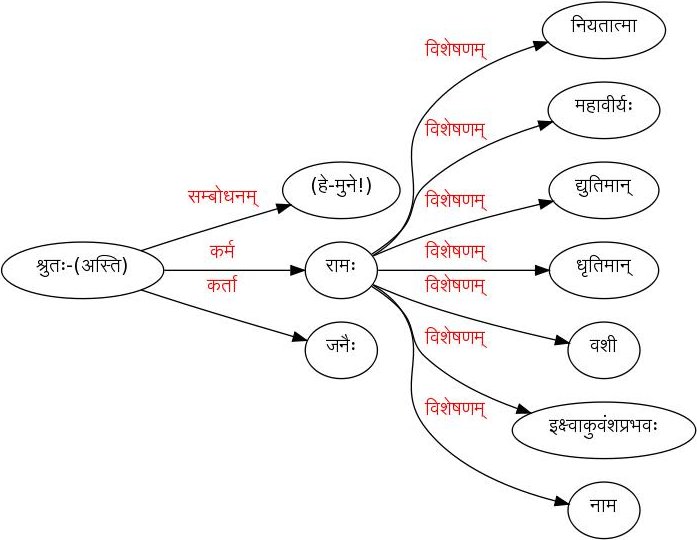 नियतात्मा
विशेषणम्
महावीर्यः
विशेषणम्
(हे-मुने!)
द्युतिमान्
सम्बोधनम्
विशेषणम्
श्रुतः-(अस्ति)
कर्म
रामः
विशेषणम्
धृतिमान्
कर्ता
विशेषणम्
जनैः
वशी
विशेषणम्
इक्ष्वाकुवंशप्रभवः
विशेषणम्
नाम